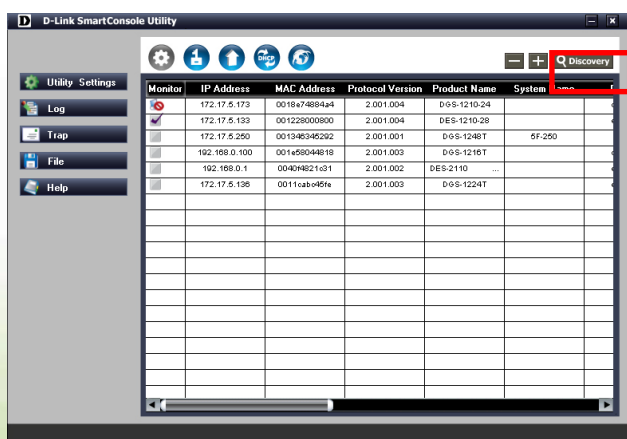 D-Link SmartConsole Utility
Discovery
Utility Settings
Log
Trap
File
Help
Monitor IP Address MAC Address Protocol Version Product Name System Name
172.17.5.173 0018e74884a4 2.001.004 DGS-1210-24
172.17.5.133 001228000800 2.001.004 DES-1210-28
172.17.5.250 001346345292 2.001.001 DGS-1248T 5F-250
192.168.0.100 001e58044818 2.001.003 DGS-1216T
192.168.0.1 0040f4821c31 2.001.002 DES-2110 ...
172.17.5.136 0011cabc45fe 2.001.003 DGS-1224T